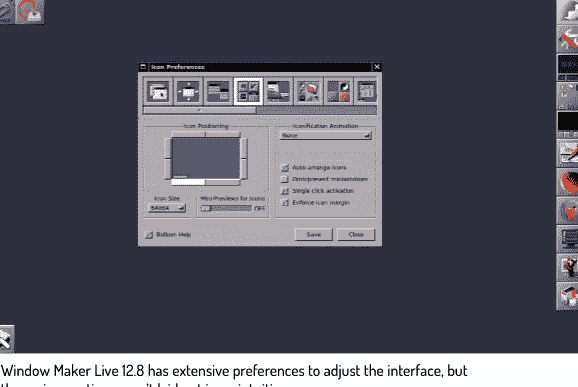 Icon Preferences
Icon Positioning
Iconification Animation
None
Auto-arrange icons
Omnipresent miniwindows
Single click activation
Enforce icon margin
Icon Size
64x64
Mini-Previews for Icons
OFF
Balloon Help
Save
Close
Window Maker Live 12.8 has extensive preferences to adjust the interface, but